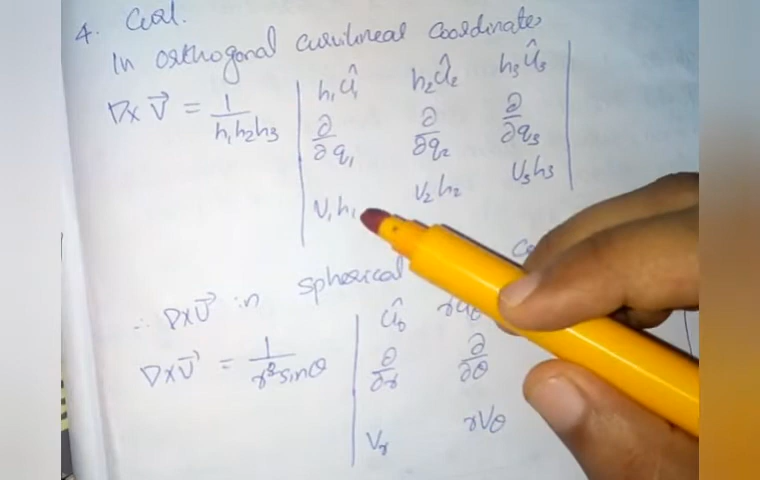 4. Curl.
In orthogonal curvilinear coordinates
∇×V⃗ = 1/(h₁h₂h₃) | h₁û₁ h₂û₂ h₃û₃ |
| ∂/∂q₁ ∂/∂q₂ ∂/∂q₃ |
| V₁h₁ V₂h₂ V₃h₃ |
∴ ∇×V⃗ in spherical
∇×V⃗ = 1/(r²sinθ) | ûᵣ rûθ
| ∂/∂r ∂/∂θ
| Vᵣ rVθ